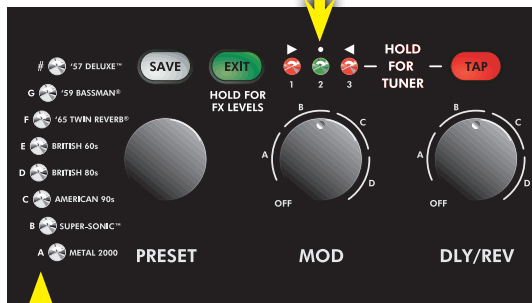 # '57 DELUXE™
G '59 BASSMAN®
F '65 TWIN REVERB®
E BRITISH 60s
D BRITISH 80s
C AMERICAN 90s
B SUPER-SONIC™
A METAL 2000
SAVE
EXIT
HOLD FOR
FX LEVELS
1 2 3
HOLD
FOR
TUNER
TAP
PRESET
A B C D
OFF
MOD
A B C D
OFF
DLY/REV